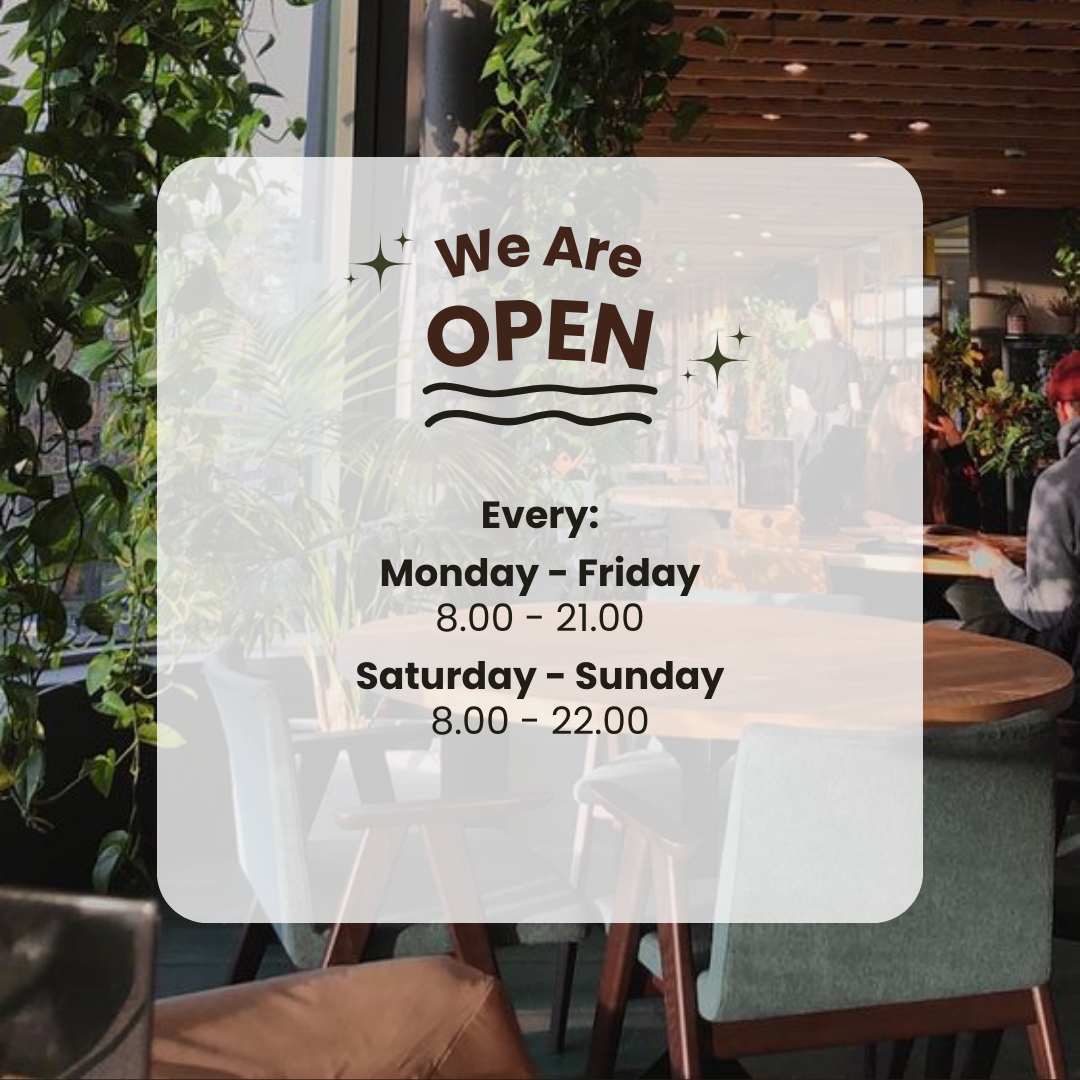 We Are
OPEN
Every:
Monday - Friday
8.00 - 21.00
Saturday - Sunday
8.00 - 22.00